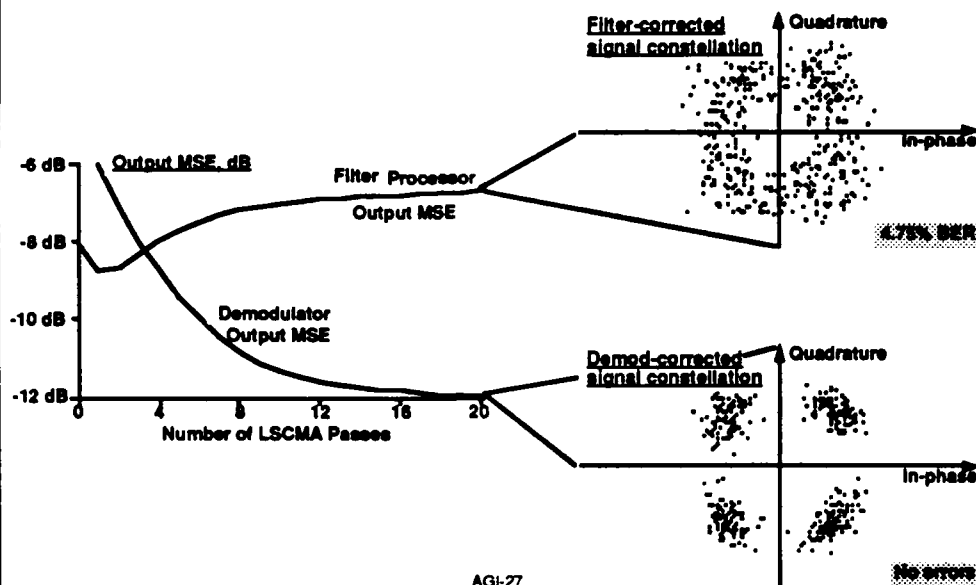 Filter-corrected
signal constellation
Quadrature
In-phase
4.75% BER
Output MSE, dB
-6 dB
-8 dB
-10 dB
-12 dB
Filter Processor
Output MSE
Demodulator
Output MSE
0 4 8 12 16 20
Number of LSCMA Passes
Demod-corrected
signal constellation
Quadrature
In-phase
No errors
AGI-27